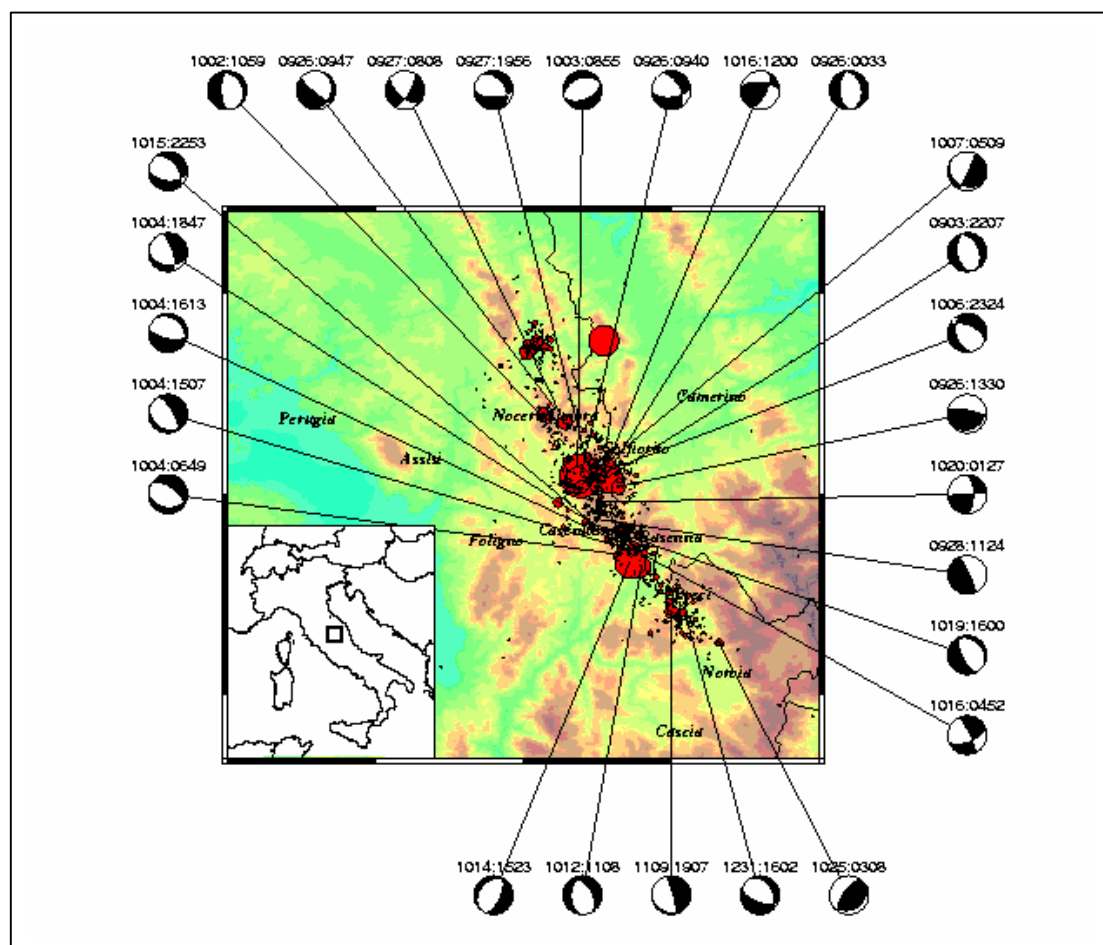 1002:1059 0926:0947 0927:0808 0927:1956 1003:0855 0926:0940 1016:1200 0926:0033
1015:2253 1007:0509
1004:1847 0903:2207
1004:1613 1006:2324
1004:1507 0926:1330
1004:0649 1020:0127
0928:1124
1019:1600
1016:0452
Camerino
Perugia
Assisi
Foligno
Norcia
Cascia
1014:1523 1012:1108 1109:1907 1231:1602 1025:0308